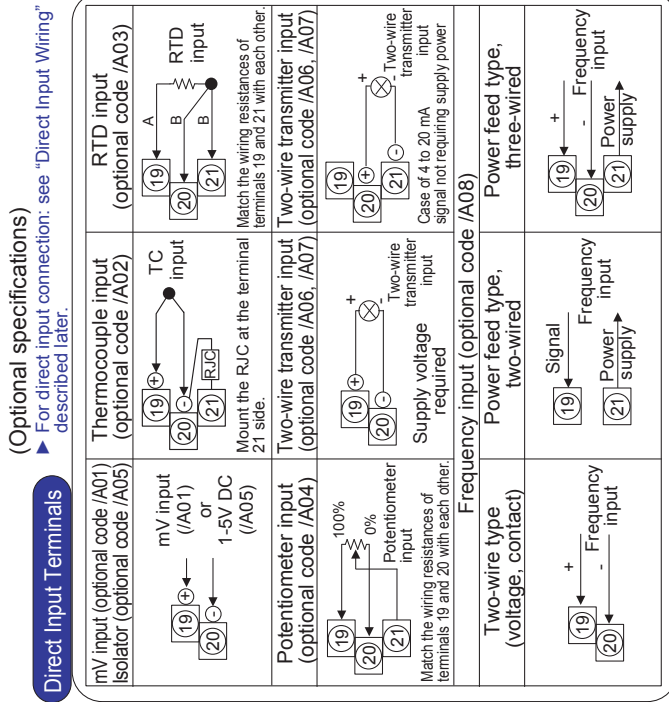 Direct Input Terminals
(Optional specifications)
► For direct input connection: see "Direct Input Wiring"
described later.
mV input (optional code /A01)
Isolator (optional code /A05)
19 +
20 -
mV input
(/A01)
or
1-5V DC
(/A05)
Thermocouple input
(optional code /A02)
19 +
20 -
21
RJC
TC
input
Mount the RJC at the terminal
21 side.
RTD input
(optional code /A03)
19
20
21
A
B
B
RTD
input
Match the wiring resistances of
terminals 19 and 21 with each other.
Potentiometer input
(optional code /A04)
19
20
21
100%
0%
Potentiometer
input
Match the wiring resistances of
terminals 19 and 20 with each other.
Two-wire transmitter input
(optional code /A06, /A07)
19 +
20 -
+
-
Two-wire
transmitter
input
Supply voltage
required
Two-wire transmitter input
(optional code /A06, /A07)
19
20 +
21 -
+
-
Two-wire
transmitter
input
Case of 4 to 20 mA
signal not requiring supply power
Frequency input (optional code /A08)
Two-wire type
(voltage, contact)
19
20
+
-
Frequency
input
Power feed type,
two-wired
19
21
Signal
Frequency
input
Power
supply
Power feed type,
three-wired
19
20
21
+
-
Frequency
input
Power
supply